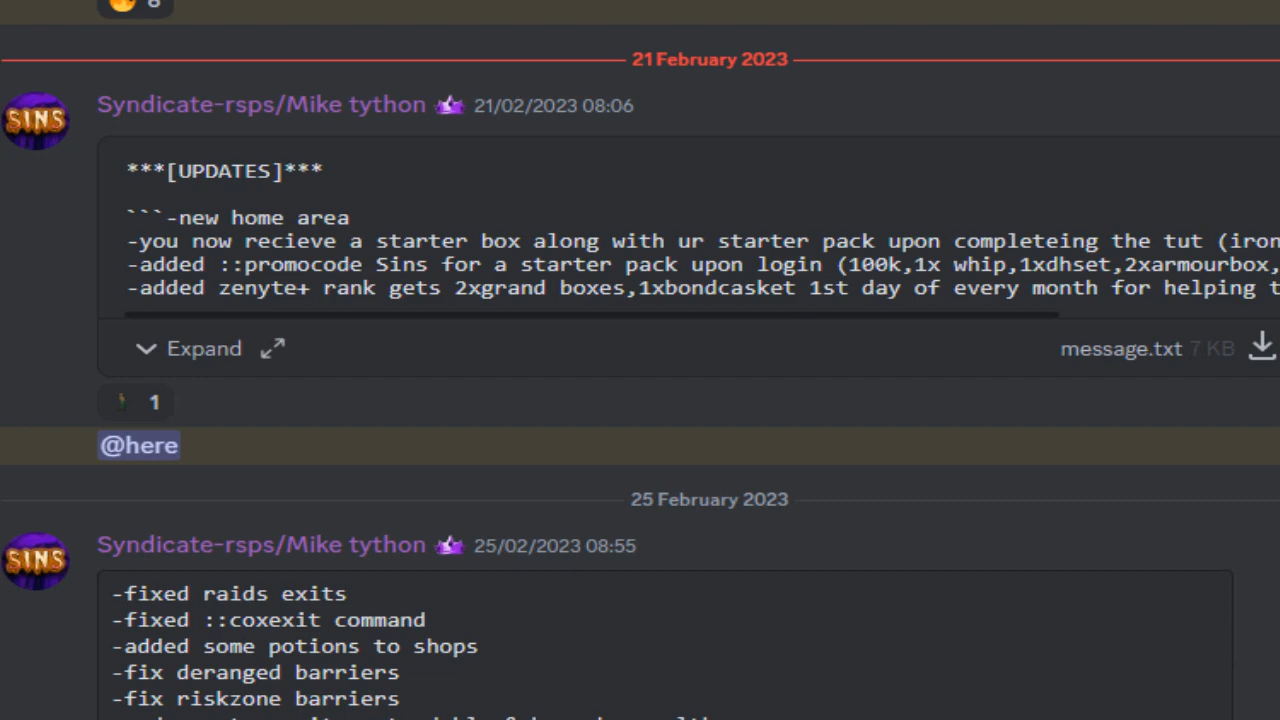 6
21 February 2023
SINS
Syndicate-rsps/Mike tython 21/02/2023 08:06
***[UPDATES]***
```-new home area
-you now recieve a starter box along with ur starter pack upon completeing the tut (iron
-added ::promocode Sins for a starter pack upon login (100k,1x whip,1xdhset,2xarmourbox,
-added zenyte+ rank gets 2xgrand boxes,1xbondcasket 1st day of every month for helping t
Expand message.txt 7 KB
1
@here
25 February 2023
SINS
Syndicate-rsps/Mike tython 25/02/2023 08:55
-fixed raids exits
-fixed ::coxexit command
-added some potions to shops
-fix deranged barriers
-fix riskzone barriers